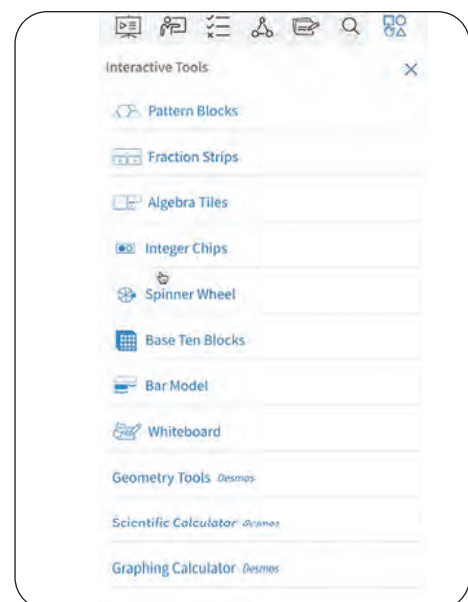 Interactive Tools
Pattern Blocks
Fraction Strips
Algebra Tiles
Integer Chips
Spinner Wheel
Base Ten Blocks
Bar Model
Whiteboard
Geometry Tools Desmos
Scientific Calculator Desmos
Graphing Calculator Desmos